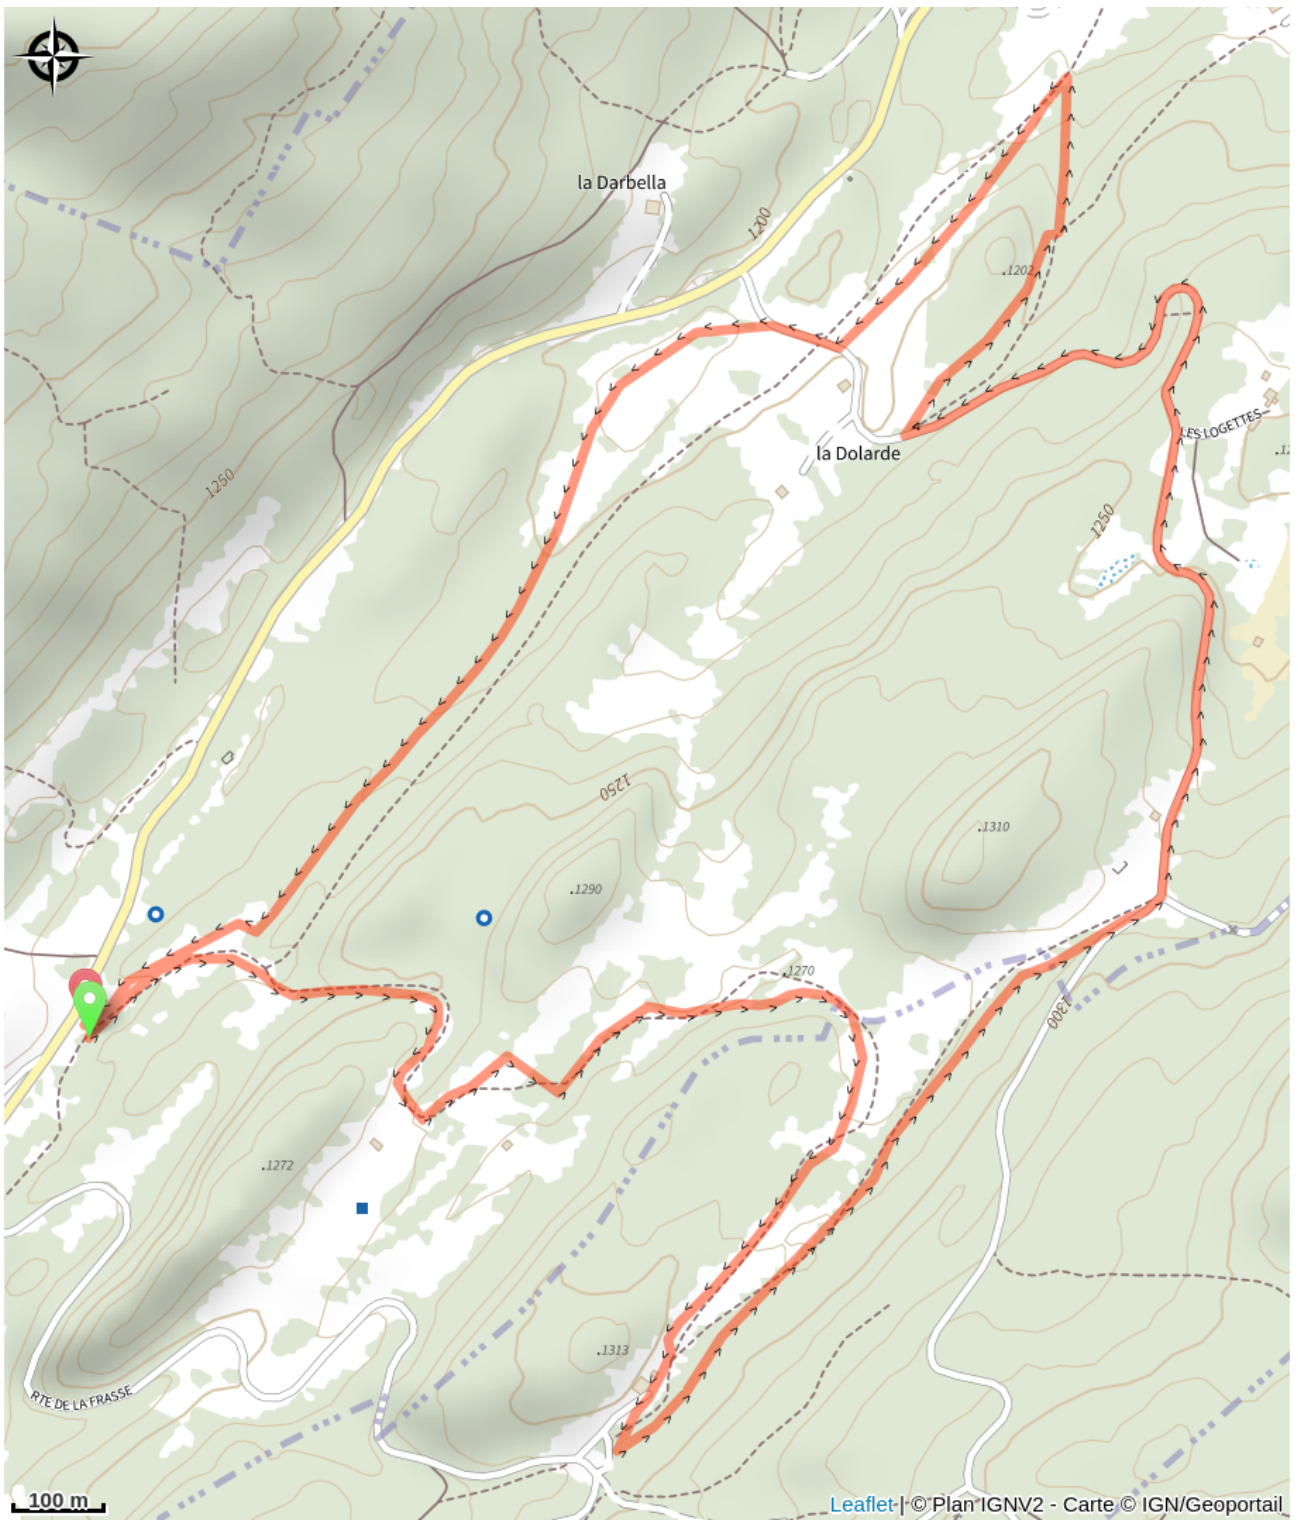 la Darbella
1200
.1202
LES LOGETTES
la Dolarde
1250
1250
1250
.1310
.1290
.1270
1300
.1272
.1313
RTE DE LA FRASSE
100 m
Leaflet | © Plan IGNV2 - Carte © IGN/Geoportail